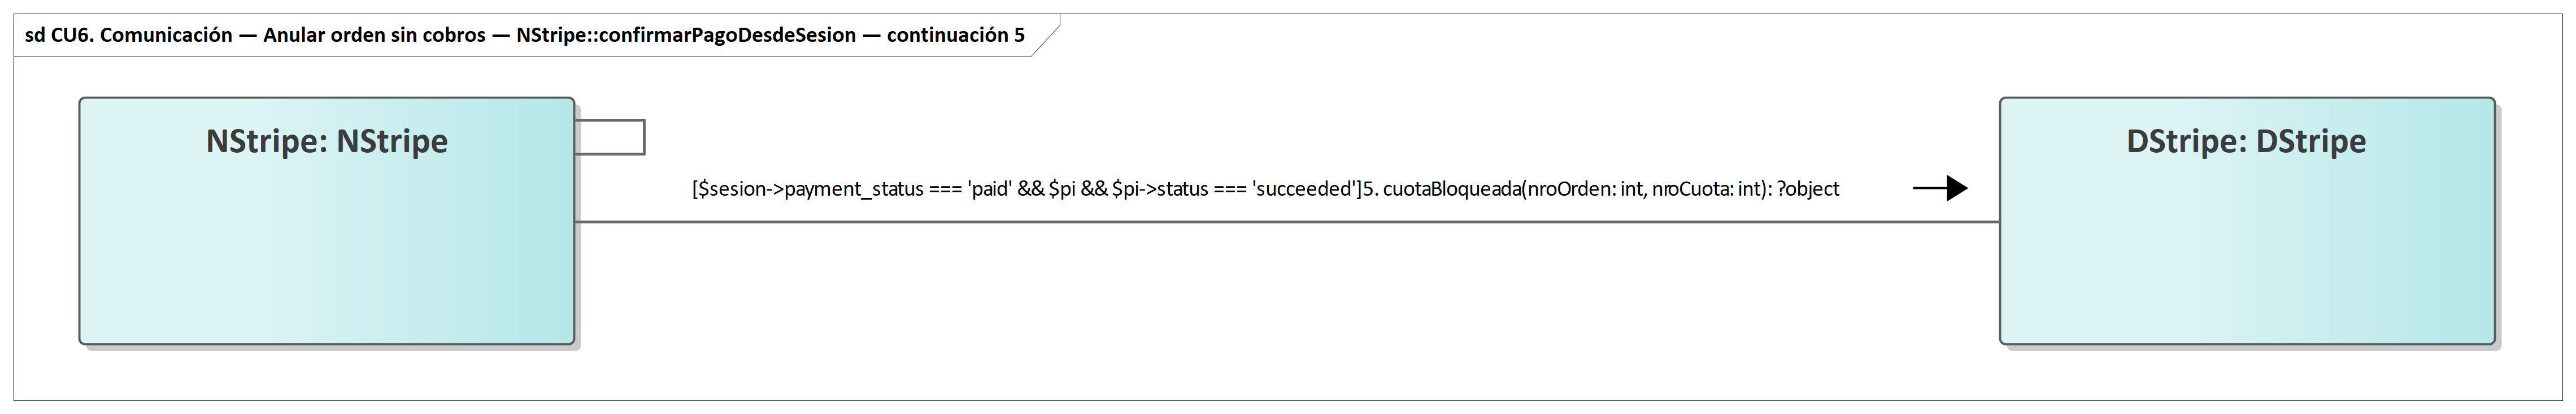 sd CU6. Comunicación — Anular orden sin cobros — NStripe::confirmarPagoDesdeSesion — continuación 5
NStripe: NStripe
DStripe: DStripe
[$sesion->payment_status === 'paid' && $pi && $pi->status === 'succeeded']5. cuotaBloqueada(nroOrden: int, nroCuota: int): ?object